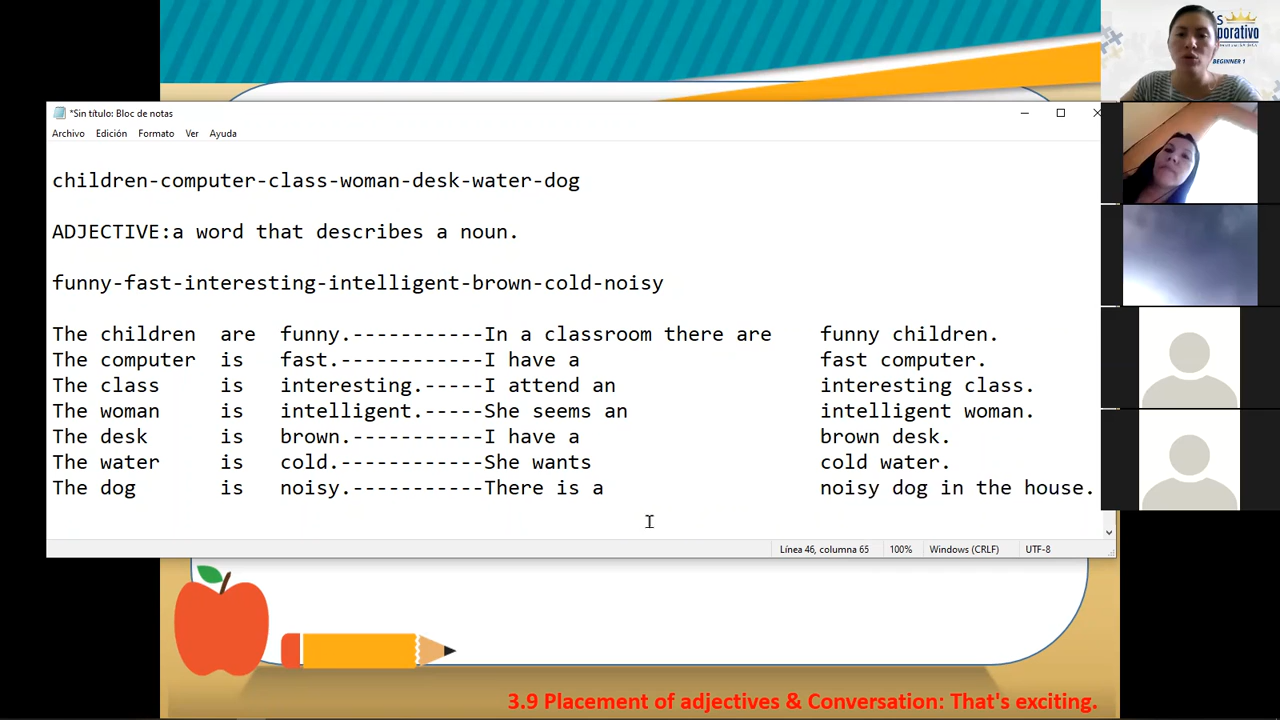 *Sin título: Bloc de notas
Archivo Edición Formato Ver Ayuda
children-computer-class-woman-desk-water-dog
ADJECTIVE:a word that describes a noun.
funny-fast-interesting-intelligent-brown-cold-noisy
The children are funny.-----------In a classroom there are funny children.
The computer is fast.------------I have a fast computer.
The class is interesting.-----I attend an interesting class.
The woman is intelligent.-----She seems an intelligent woman.
The desk is brown.-----------I have a brown desk.
The water is cold.------------She wants cold water.
The dog is noisy.-----------There is a noisy dog in the house.
Línea 46, columna 65 100% Windows (CRLF) UTF-8
3.9 Placement of adjectives & Conversation: That's exciting.
BEGINNER 1